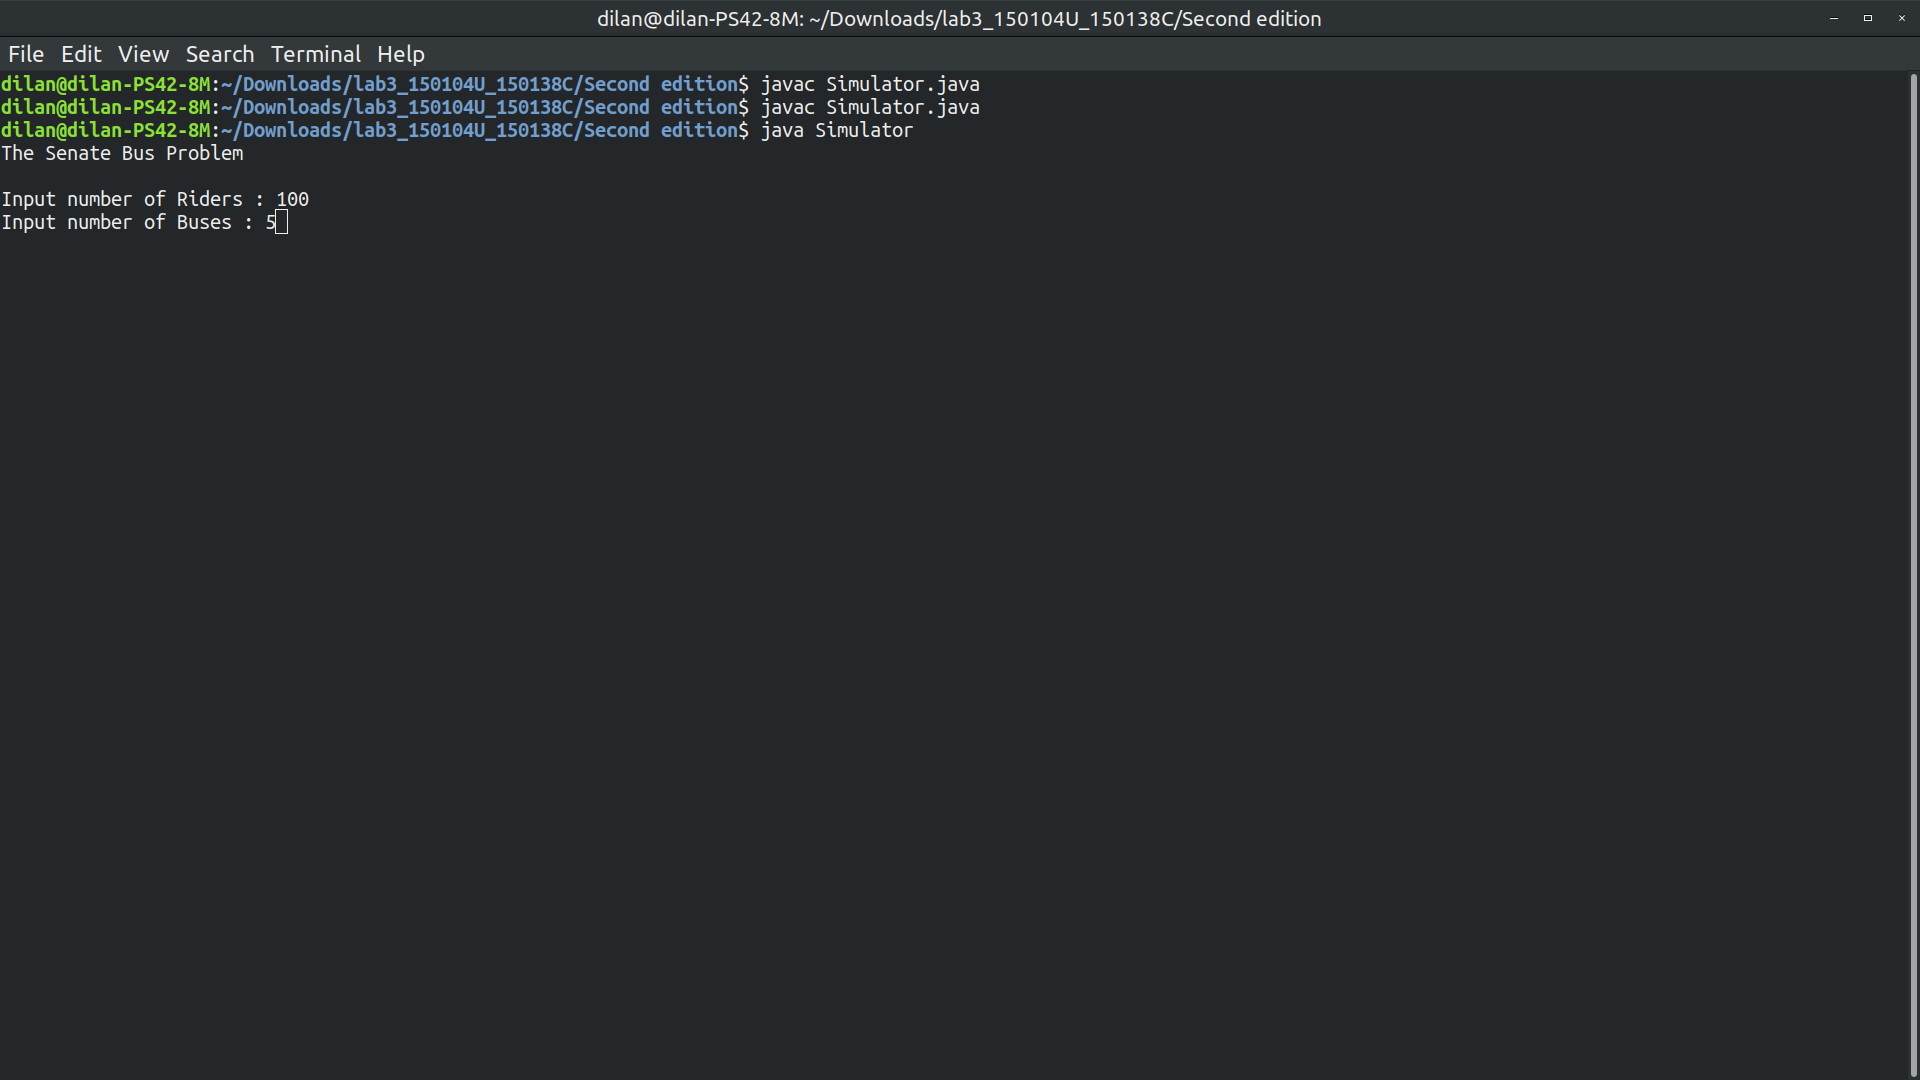 dilan@dilan-PS42-8M: ~/Downloads/lab3_150104U_150138C/Second edition
File Edit View Search Terminal Help
dilan@dilan-PS42-8M:~/Downloads/lab3_150104U_150138C/Second edition$ javac Simulator.java
dilan@dilan-PS42-8M:~/Downloads/lab3_150104U_150138C/Second edition$ javac Simulator.java
dilan@dilan-PS42-8M:~/Downloads/lab3_150104U_150138C/Second edition$ java Simulator
The Senate Bus Problem
Input number of Riders : 100
Input number of Buses : 5